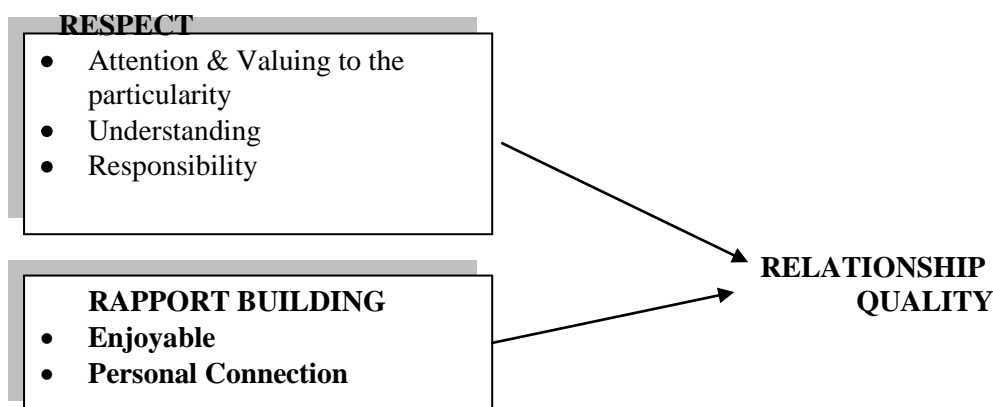 RESPECT
• Attention & Valuing to the
particularity
• Understanding
• Responsibility
RAPPORT BUILDING
• Enjoyable
• Personal Connection
RELATIONSHIP
QUALITY